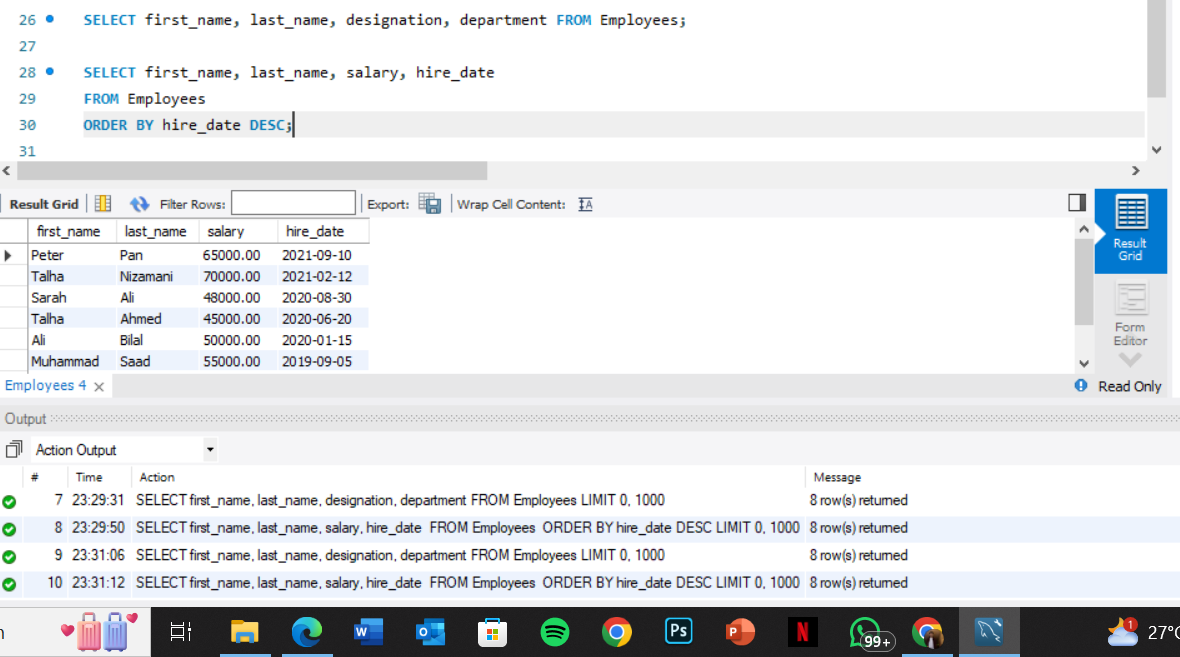 26 SELECT first_name, last_name, designation, department FROM Employees;
27
28 SELECT first_name, last_name, salary, hire_date
29 FROM Employees
30 ORDER BY hire_date DESC;
31
Result Grid Filter Rows: Export: Wrap Cell Content: IA
first_name last_name salary hire_date
Peter Pan 65000.00 2021-09-10
Talha Nizamani 70000.00 2021-02-12
Sarah Ali 48000.00 2020-08-30
Talha Ahmed 45000.00 2020-06-20
Ali Bilal 50000.00 2020-01-15
Muhammad Saad 55000.00 2019-09-05
Result
Grid
Form
Editor
Employees 4 Read Only
Output
Action Output
# Time Action Message
7 23:29:31 SELECT first_name, last_name, designation, department FROM Employees LIMIT 0, 1000 8 row(s) returned
8 23:29:50 SELECT first_name, last_name, salary, hire_date FROM Employees ORDER BY hire_date DESC LIMIT 0, 1000 8 row(s) returned
9 23:31:06 SELECT first_name, last_name, designation, department FROM Employees LIMIT 0, 1000 8 row(s) returned
10 23:31:12 SELECT first_name, last_name, salary, hire_date FROM Employees ORDER BY hire_date DESC LIMIT 0, 1000 8 row(s) returned
W O Ps P N 99+ 1 27°C